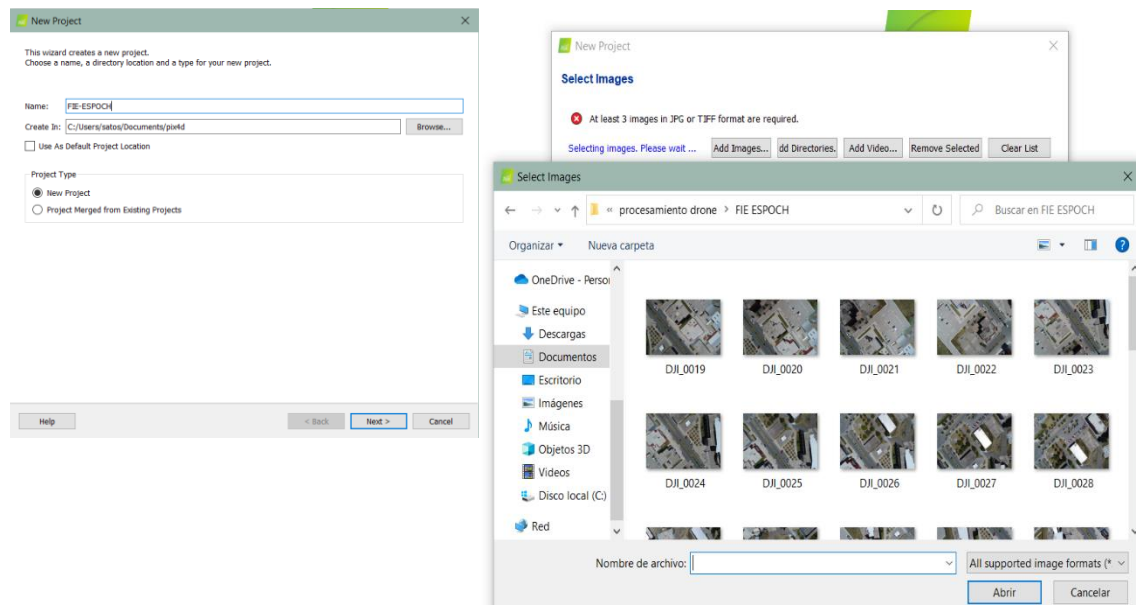 New Project
This wizard creates a new project.
Choose a name, a directory location and a type for your new project.
Name: FIE-ESPOCH
Create In: C:/Users/satos/Documents/pix4d Browse...
Use As Default Project Location
Project Type
New Project
Project Merged from Existing Projects
Help < Back Next > Cancel
New Project
Select Images
At least 3 images in JPG or TIFF format are required.
Selecting images. Please wait ... Add Images... dd Directories. Add Video... Remove Selected Clear List
Select Images
« procesamiento drone > FIE ESPOCH Buscar en FIE ESPOCH
Organizar Nueva carpeta
OneDrive - Person
Este equipo
Descargas
Documentos
Escritorio
Imágenes
Música
Objetos 3D
Videos
Disco local (C:)
Red
DJI_0019 DJI_0020 DJI_0021 DJI_0022 DJI_0023
DJI_0024 DJI_0025 DJI_0026 DJI_0027 DJI_0028
Nombre de archivo: All supported image formats (*
Abrir Cancelar